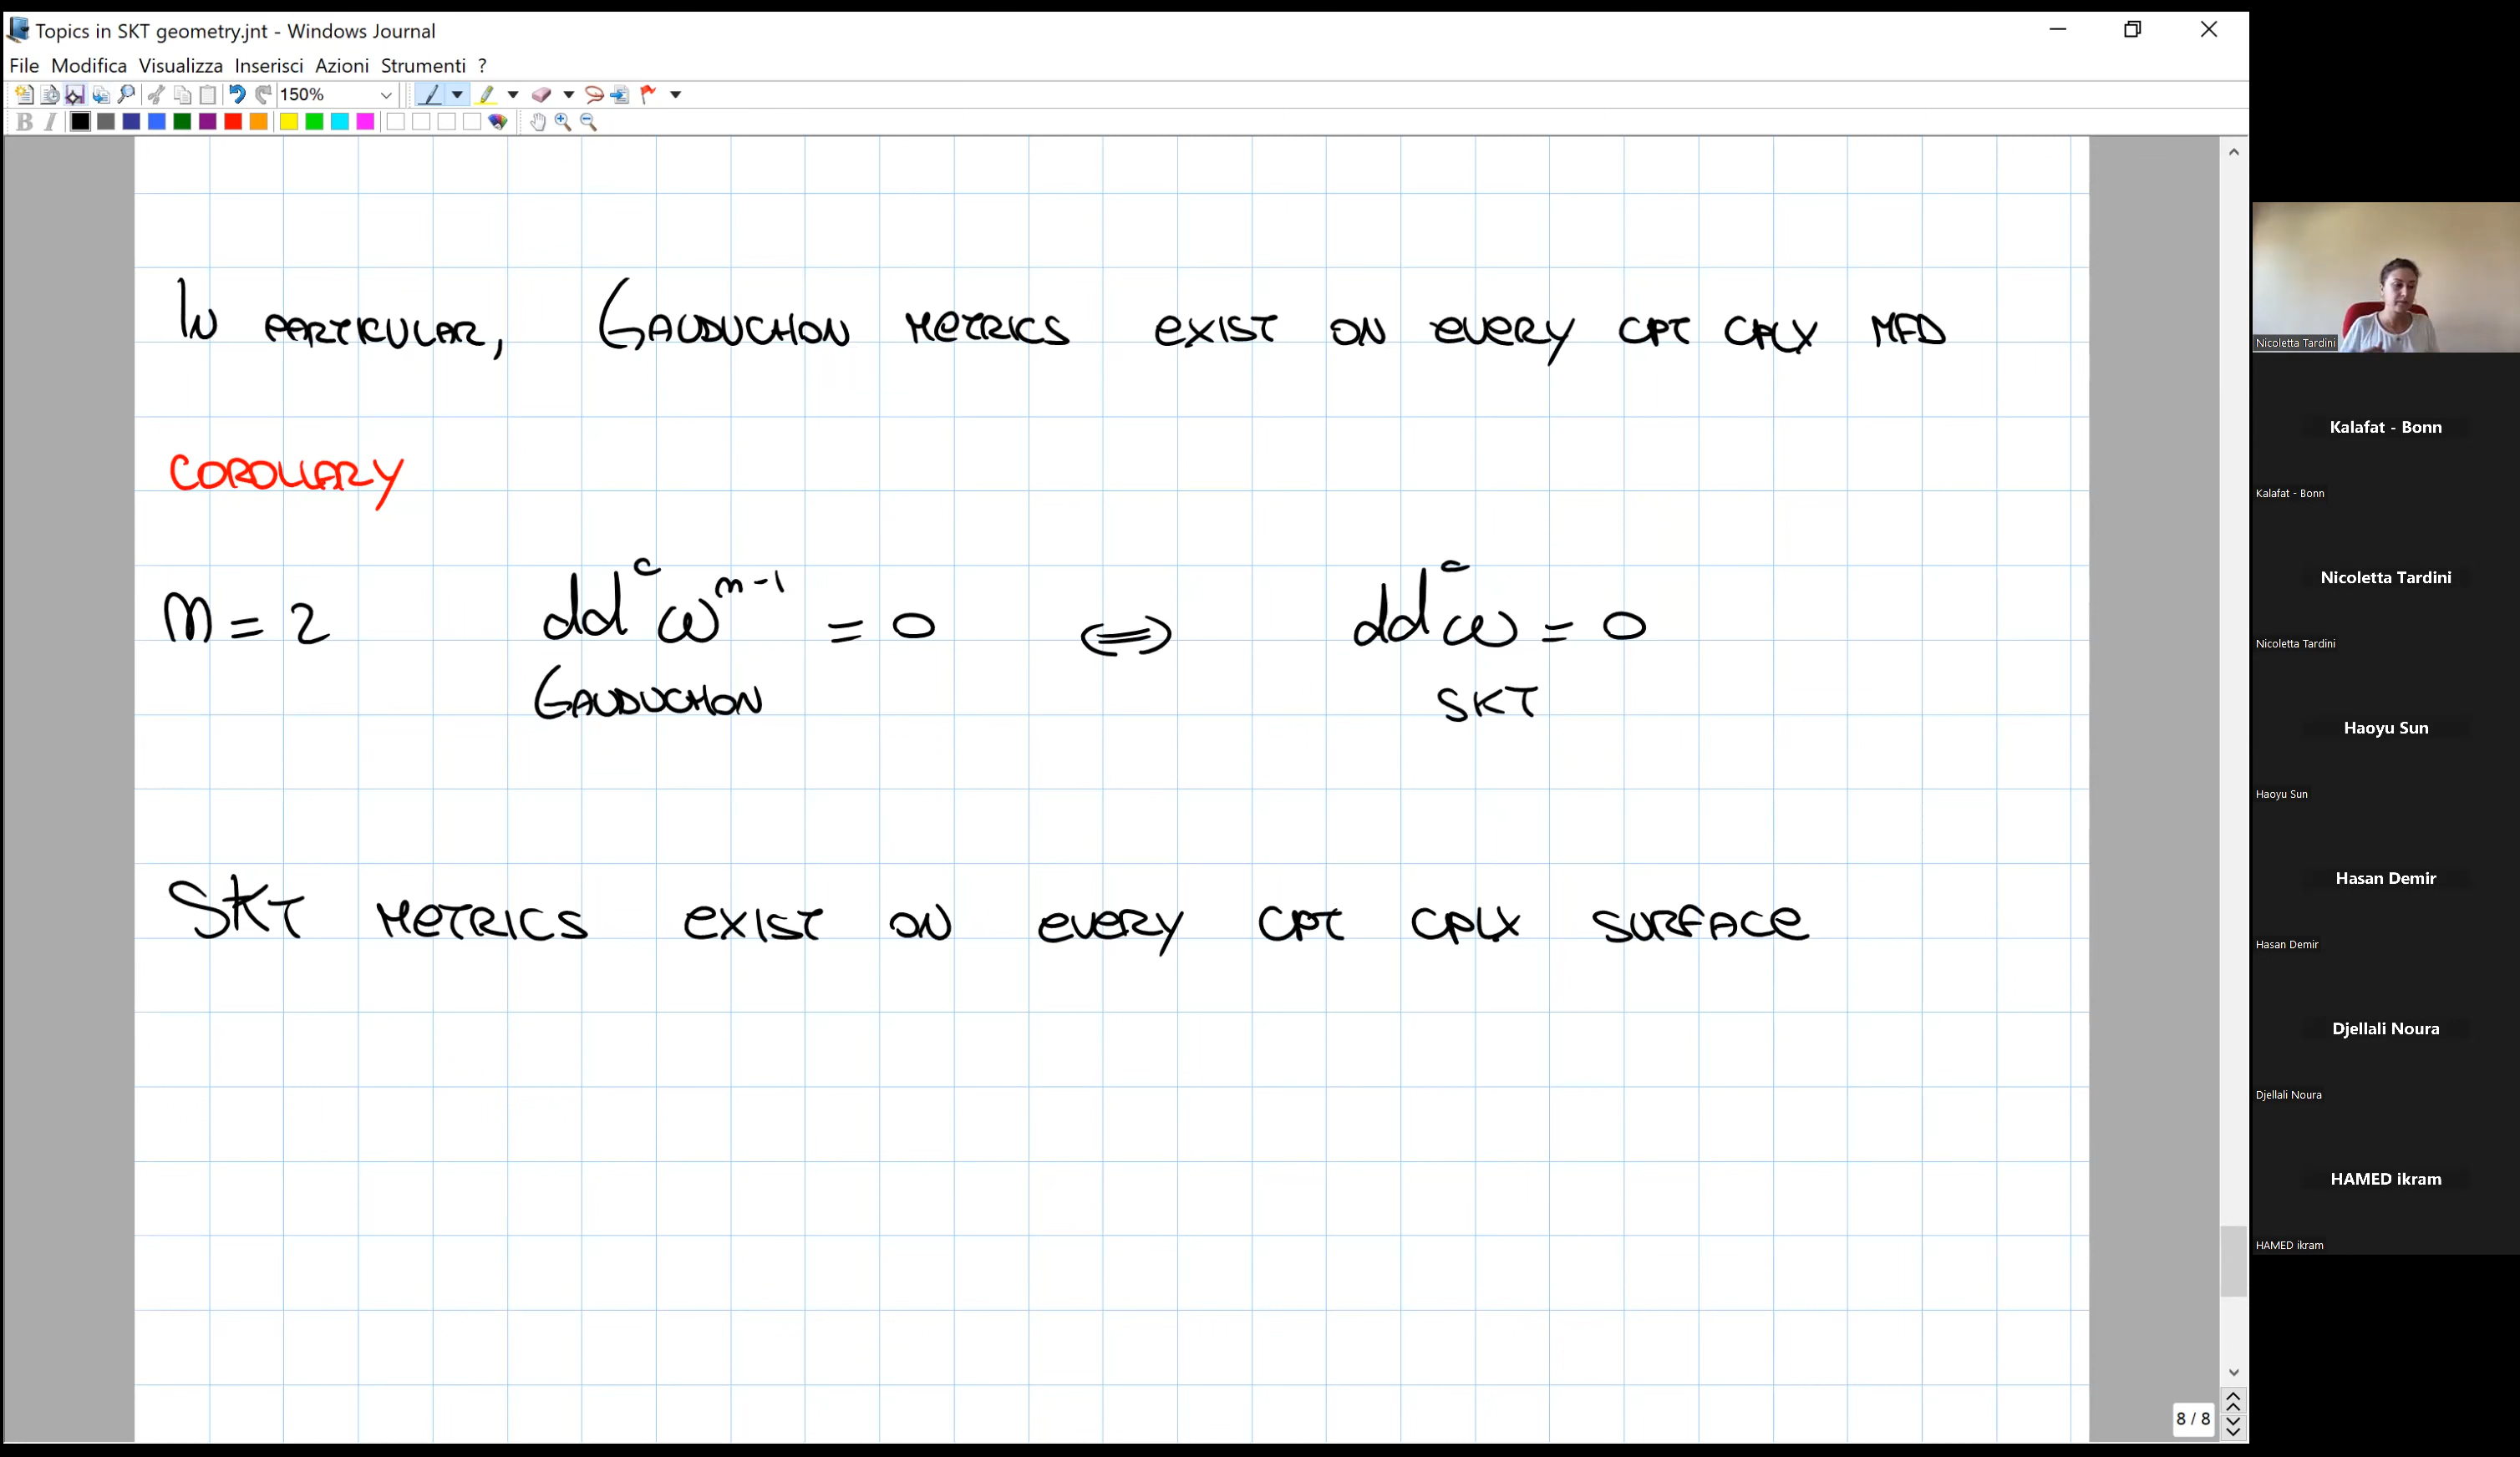 Topics in SKT geometry.jnt - Windows Journal
File Modifica Visualizza Inserisci Azioni Strumenti ?
150%
B I
IN PARTICULAR, GAUDUCHON METRICS EXIST ON EVERY CPT CPLX MFD
COROLLARY
n = 2 dd^c ω^{n-1} = 0 ⟺ dd^c ω = 0
GAUDUCHON SKT
SKT METRICS EXIST ON EVERY CPT CPLX SURFACE
8 / 8
Nicoletta Tardini
Kalafat - Bonn
Kalafat - Bonn
Nicoletta Tardini
Nicoletta Tardini
Haoyu Sun
Haoyu Sun
Hasan Demir
Hasan Demir
Djellali Noura
Djellali Noura
HAMED ikram
HAMED ikram